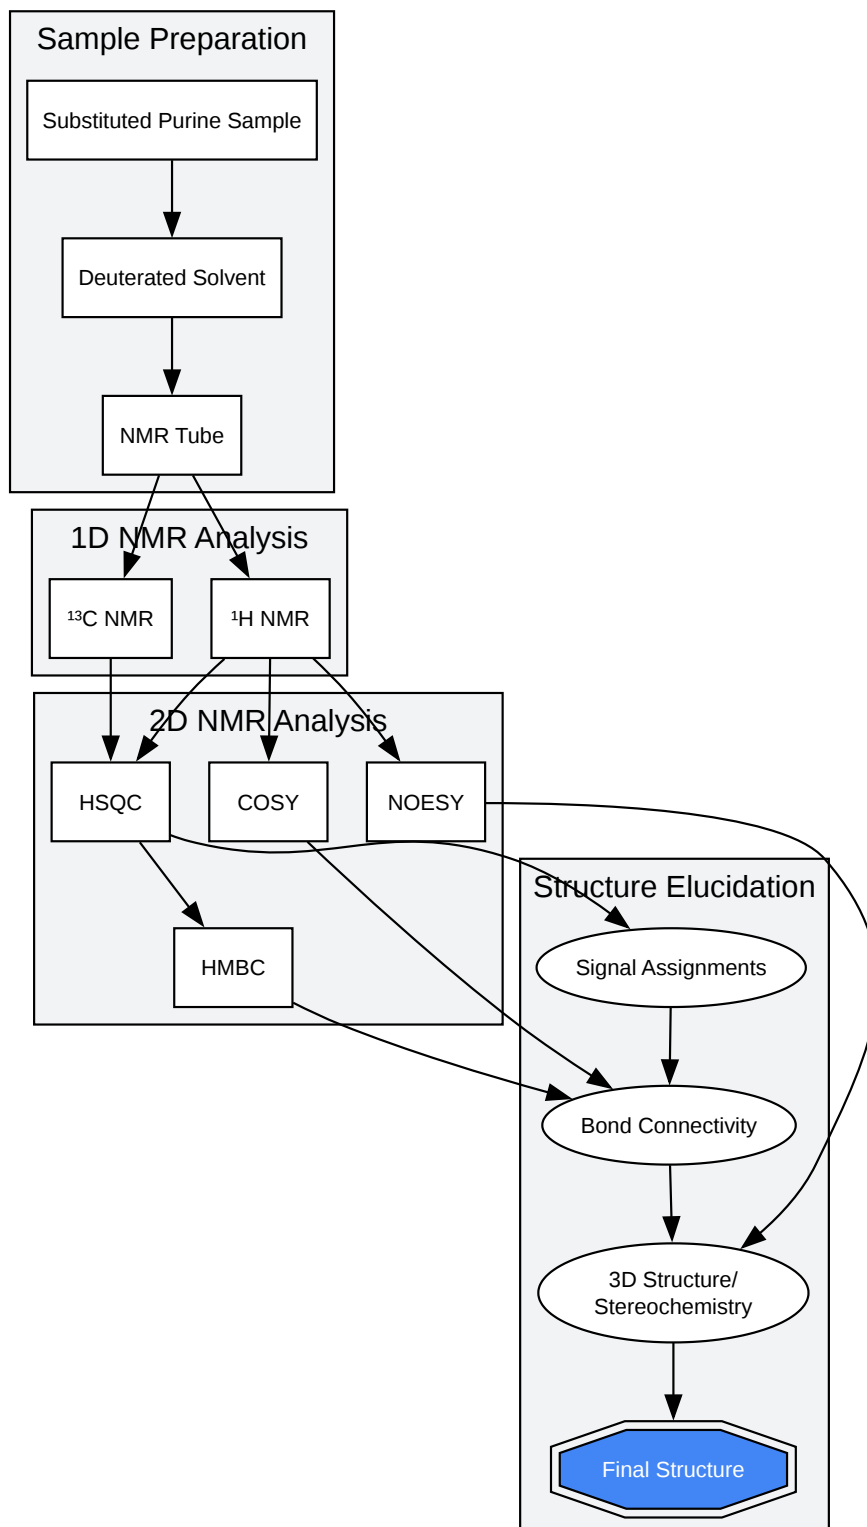 Sample Preparation
Substituted Purine Sample
Deuterated Solvent
NMR Tube
1D NMR Analysis
¹³C NMR
¹H NMR
2D NMR Analysis
HSQC
COSY
NOESY
HMBC
Structure Elucidation
Signal Assignments
Bond Connectivity
3D Structure/
Stereochemistry
Final Structure